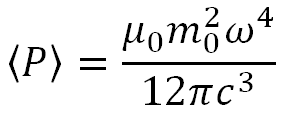 ⟨P⟩ = μ₀m₀²ω⁴ / 12πc³